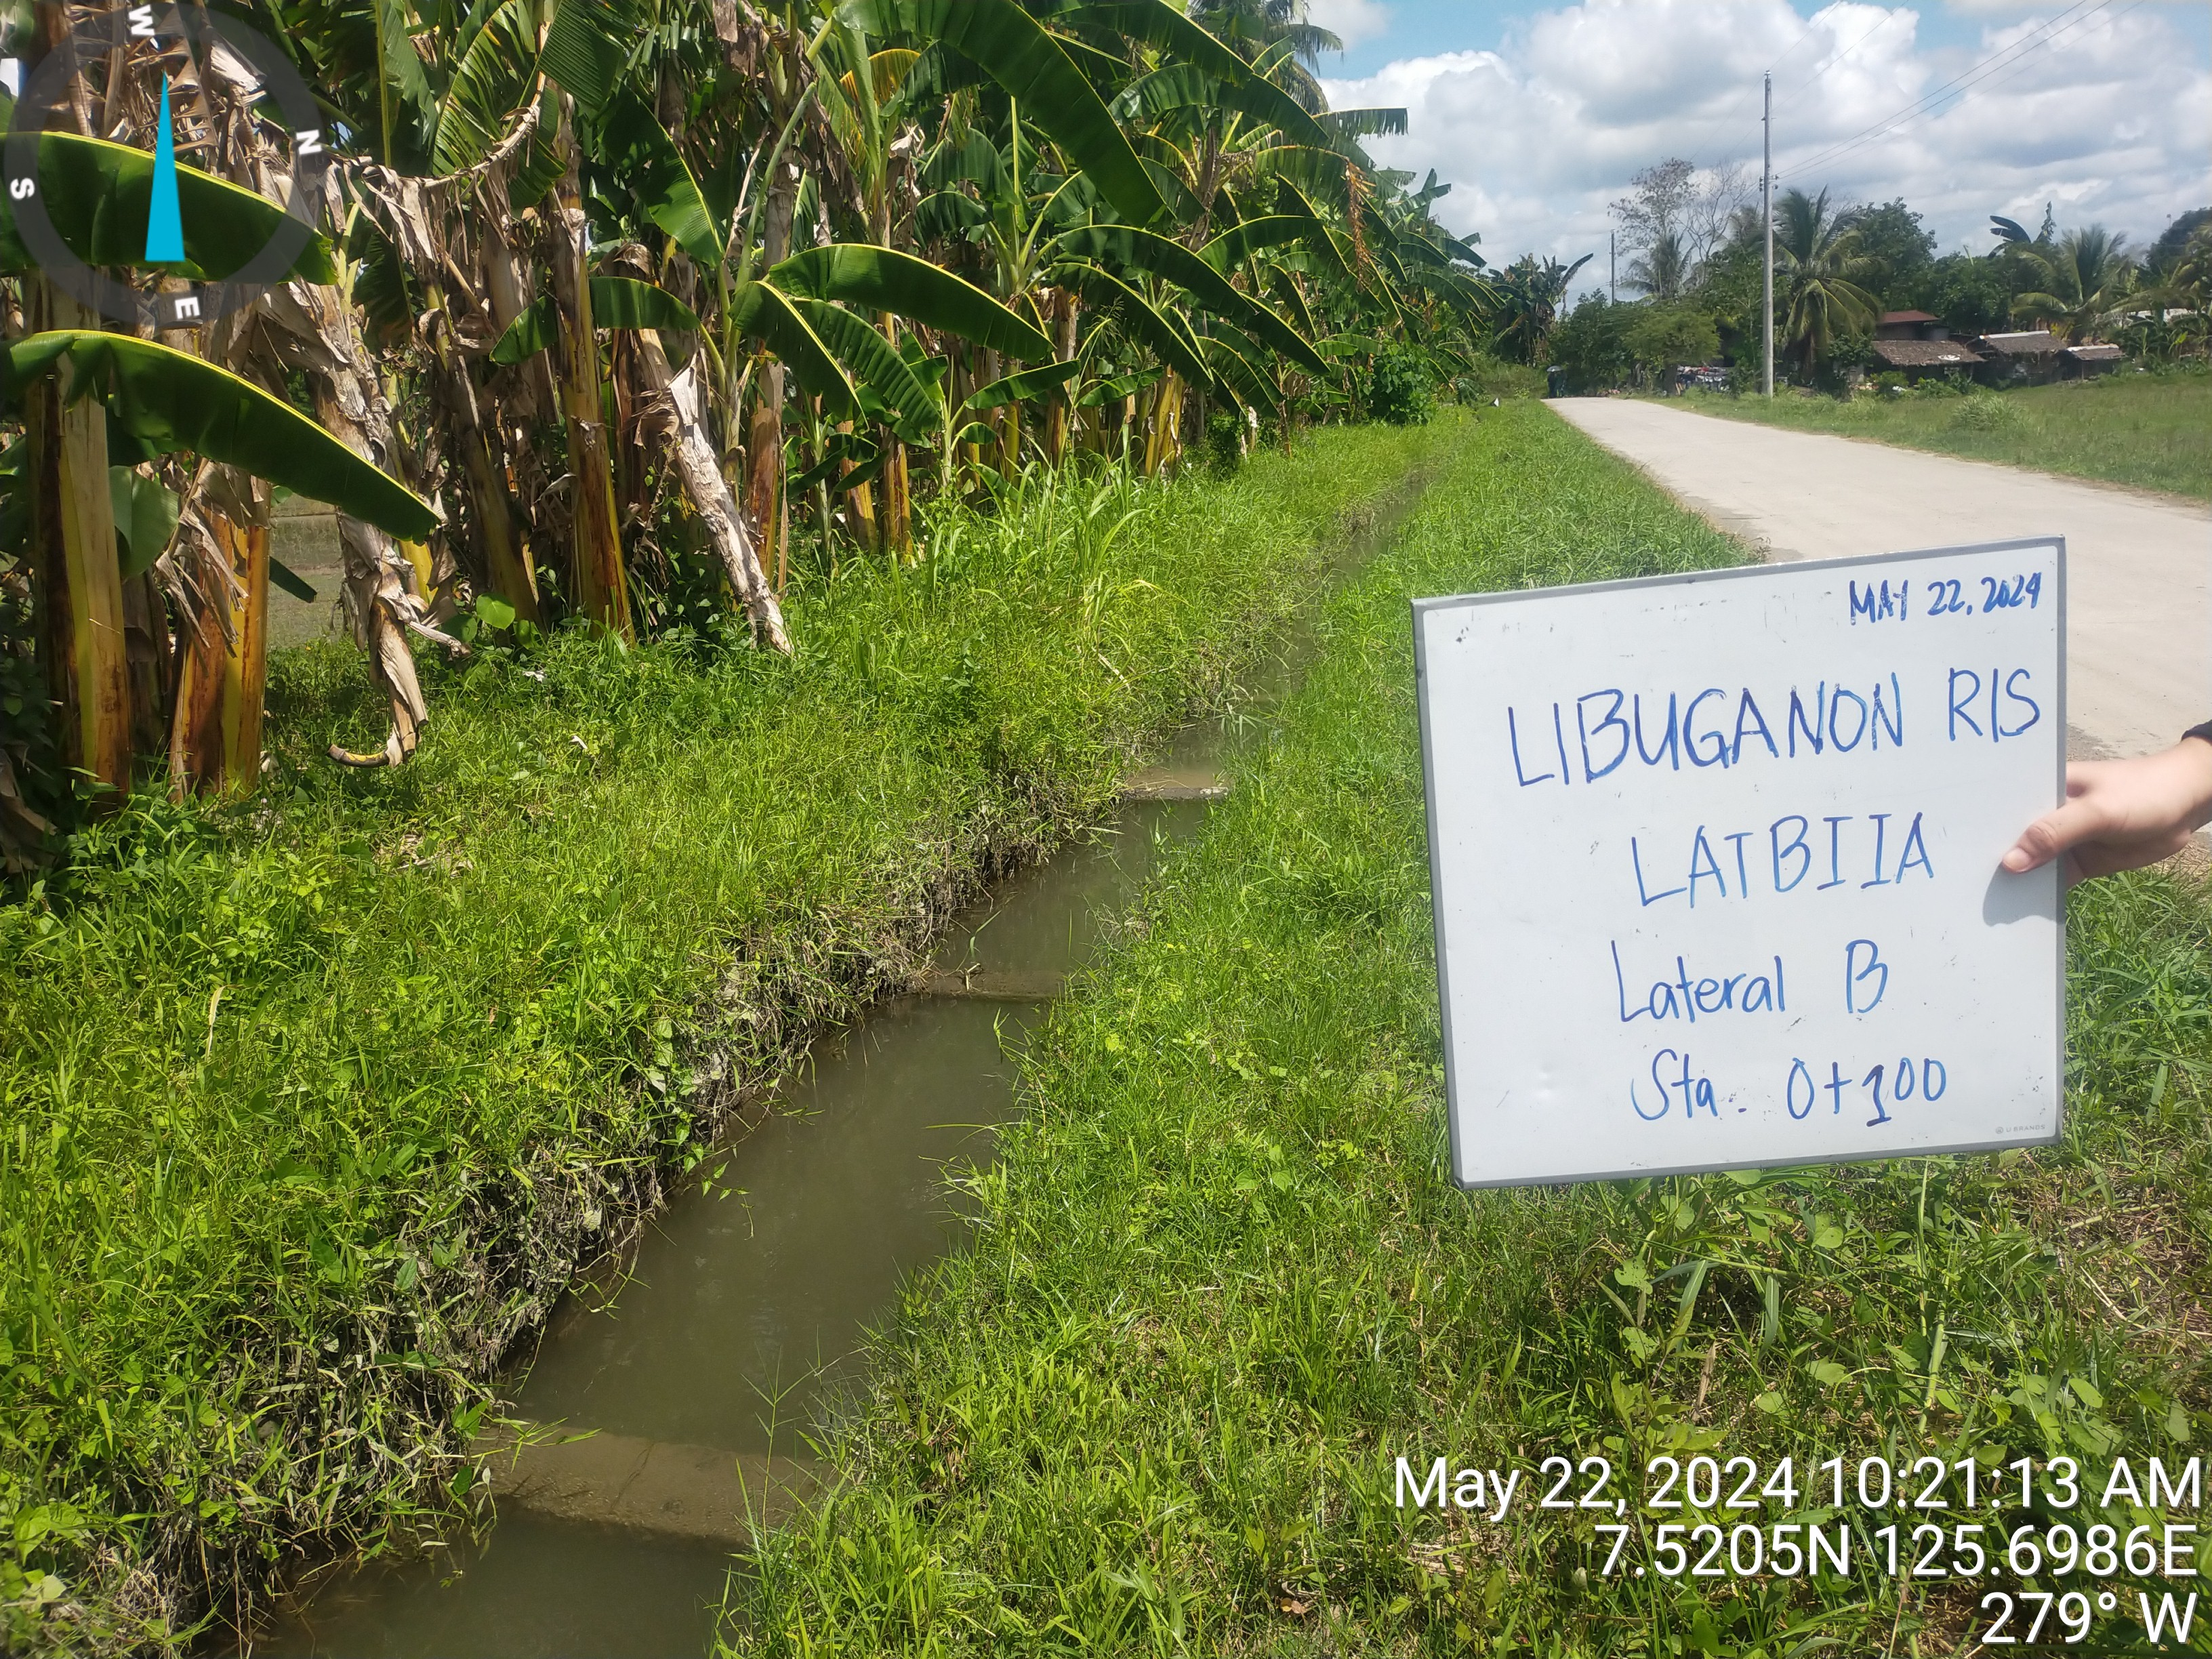 W
N
S
E
MAY 22, 2024
LIBUGANON RIS
LATBIIA
Lateral B
Sta. 0+100
U BRANDS
May 22, 2024 10:21:13 AM
7.5205N 125.6986E
279° W